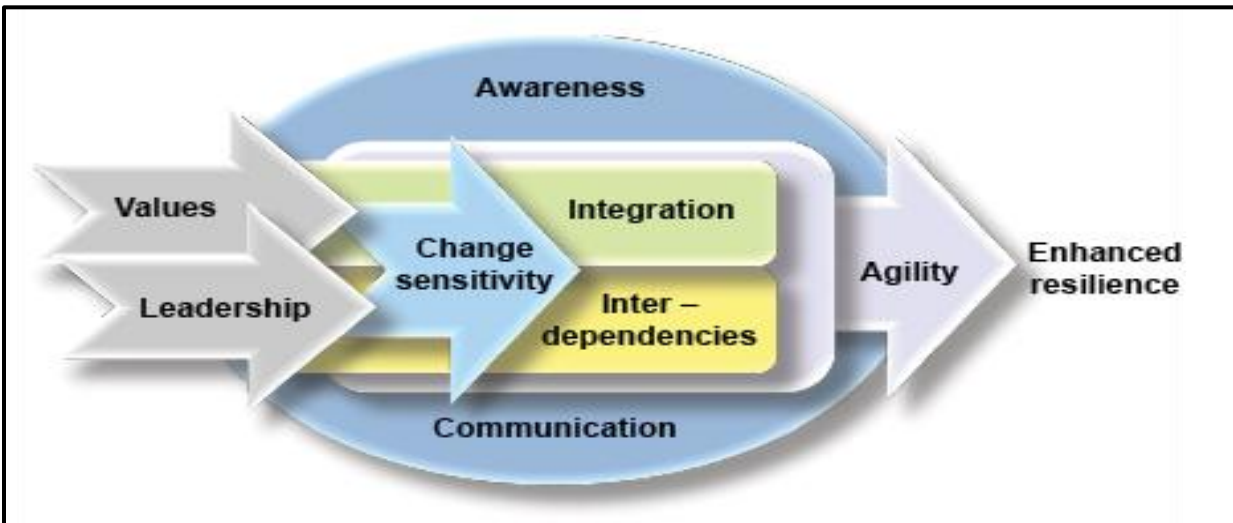 Awareness
Values
Leadership
Change
sensitivity
Integration
Inter –
dependencies
Agility
Enhanced
resilience
Communication